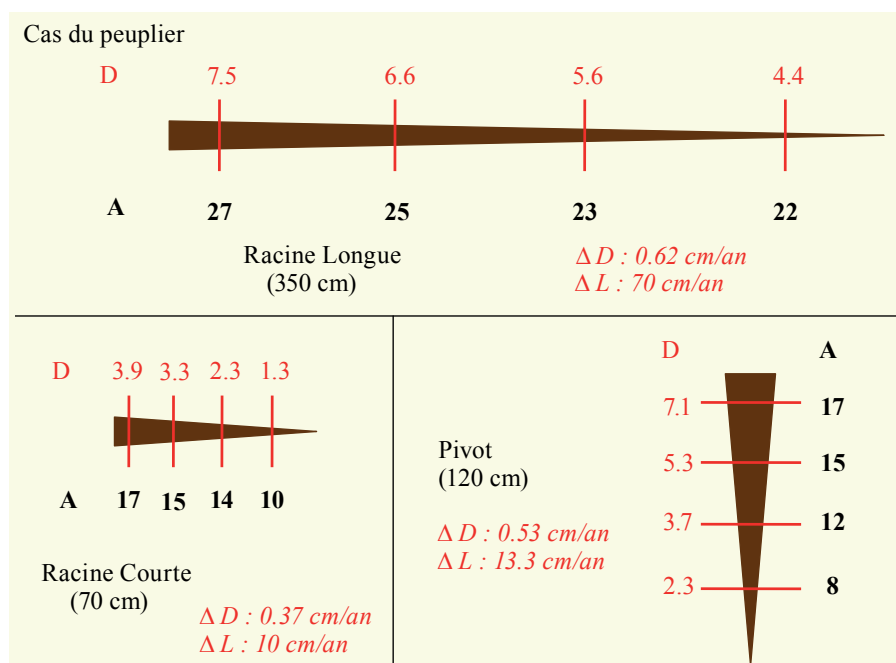 Cas du peuplier
D 7.5 6.6 5.6 4.4
A 27 25 23 22
Racine Longue
(350 cm)
Δ D : 0.62 cm/an
Δ L : 70 cm/an
D 3.9 3.3 2.3 1.3
A 17 15 14 10
Racine Courte
(70 cm)
Δ D : 0.37 cm/an
Δ L : 10 cm/an
D A
7.1 17
5.3 15
3.7 12
2.3 8
Pivot
(120 cm)
Δ D : 0.53 cm/an
Δ L : 13.3 cm/an